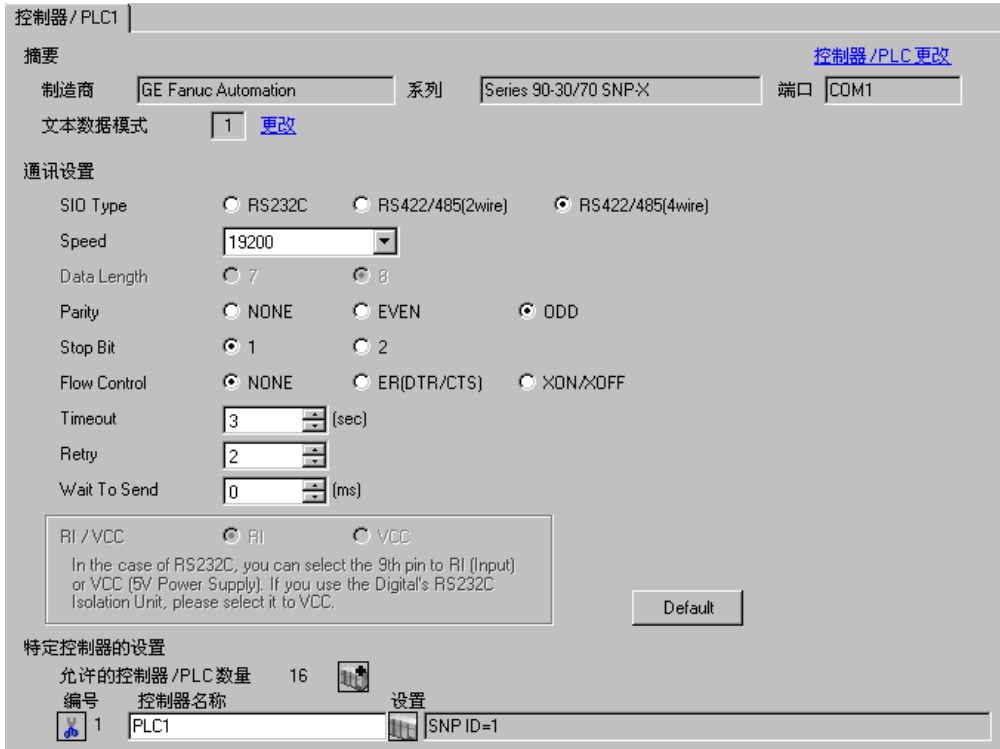 控制器/PLC1
摘要 控制器/PLC更改
制造商 GE Fanuc Automation 系列 Series 90-30/70 SNP-X 端口 COM1
文本数据模式 1 更改
通讯设置
SIO Type RS232C RS422/485(2wire) RS422/485(4wire)
Speed 19200
Data Length 7 8
Parity NONE EVEN ODD
Stop Bit 1 2
Flow Control NONE ER(DTR/CTS) XON/XOFF
Timeout 3 (sec)
Retry 2
Wait To Send 0 (ms)
RI / VCC RI VCC
In the case of RS232C, you can select the 9th pin to RI (Input)
or VCC (5V Power Supply). If you use the Digital's RS232C
Isolation Unit, please select it to VCC.
Default
特定控制器的设置
允许的控制器/PLC数量 16
编号 控制器名称 设置
1 PLC1 SNP ID=1